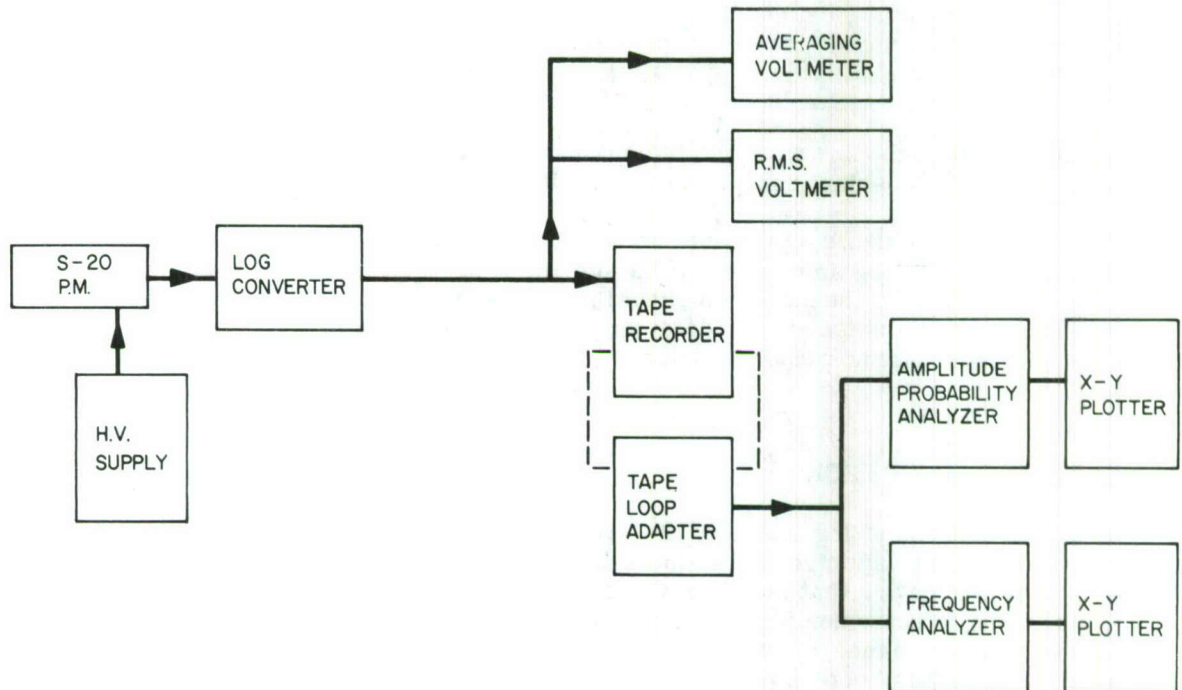 AVERAGING
VOLTMETER
R.M.S.
VOLTMETER
S-20
P.M.
LOG
CONVERTER
H.V.
SUPPLY
TAPE
RECORDER
TAPE
LOOP
ADAPTER
AMPLITUDE
PROBABILITY
ANALYZER
X-Y
PLOTTER
FREQUENCY
ANALYZER
X-Y
PLOTTER